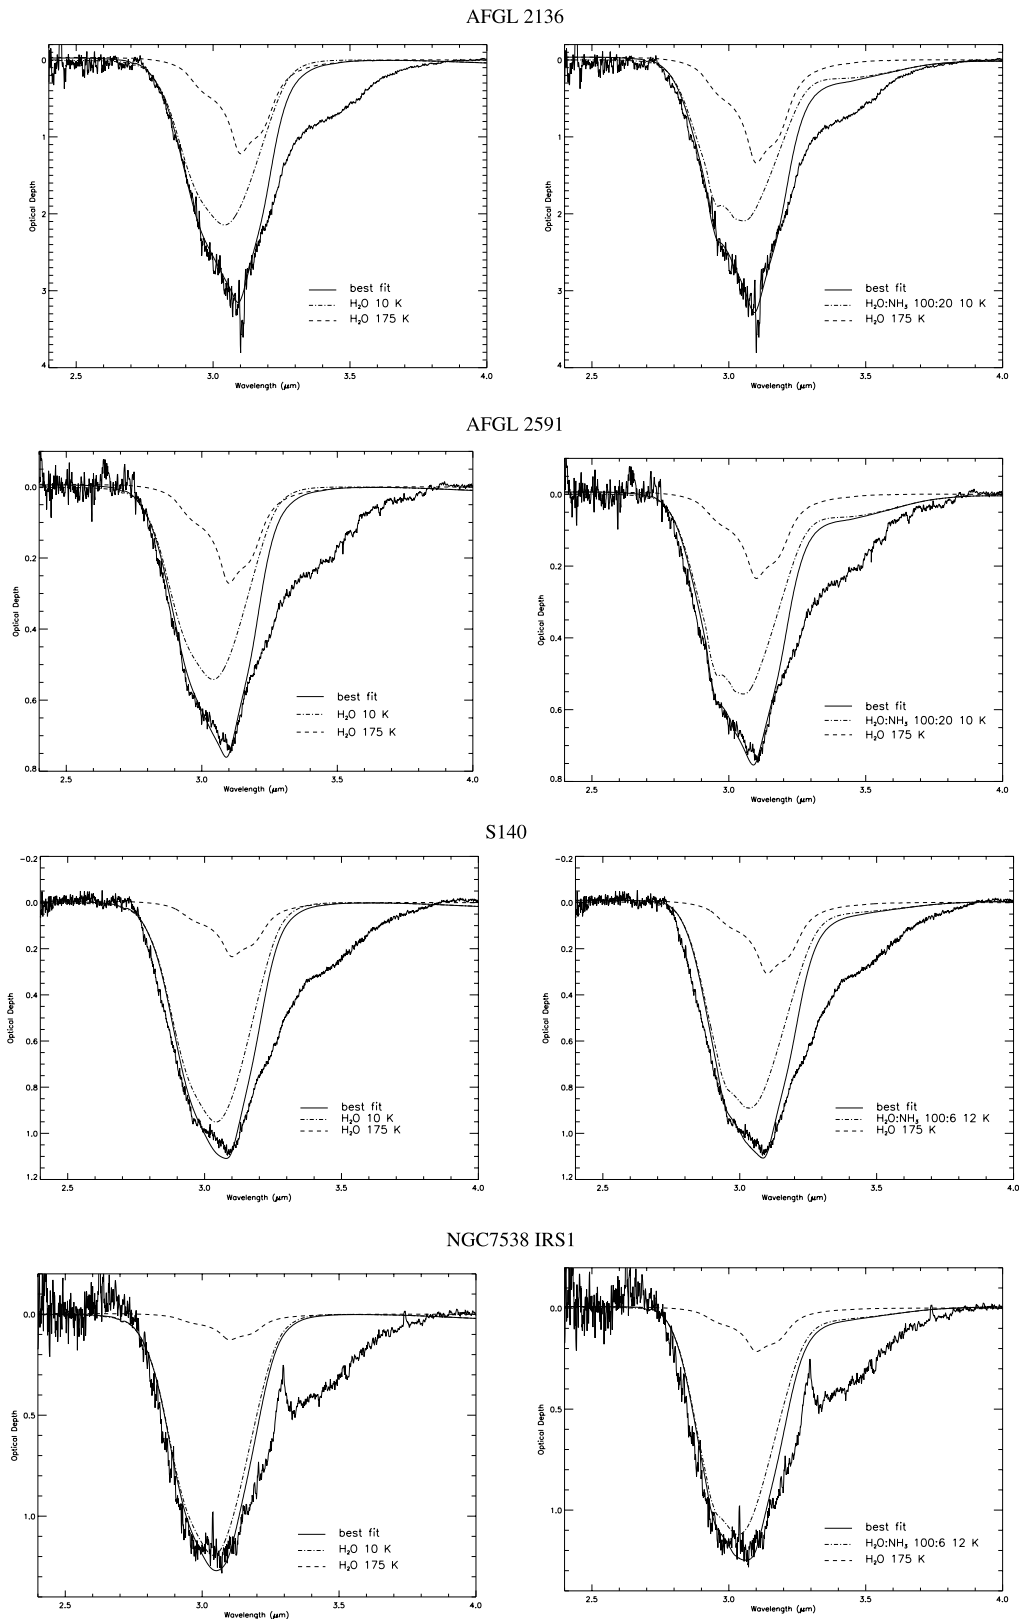 AFGL 2136
0
1
2
3
4
Optical Depth
best fit
H₂O 10 K
H₂O 175 K
2.5 3.0 3.5 4.0
Wavelength (μm)
0
1
2
3
4
Optical Depth
best fit
H₂O:NH₃ 100:20 10 K
H₂O 175 K
2.5 3.0 3.5 4.0
Wavelength (μm)
AFGL 2591
0.0
0.2
0.4
0.6
0.8
Optical Depth
best fit
H₂O 10 K
H₂O 175 K
2.5 3.0 3.5 4.0
Wavelength (μm)
0.0
0.2
0.4
0.6
0.8
Optical Depth
best fit
H₂O:NH₃ 100:20 10 K
H₂O 175 K
2.5 3.0 3.5 4.0
Wavelength (μm)
S140
−0.2
0.0
0.2
0.4
0.6
0.8
1.0
1.2
Optical Depth
best fit
H₂O 10 K
H₂O 175 K
2.5 3.0 3.5 4.0
Wavelength (μm)
−0.2
0.0
0.2
0.4
0.6
0.8
1.0
1.2
Optical Depth
best fit
H₂O:NH₃ 100:6 12 K
H₂O 175 K
2.5 3.0 3.5 4.0
Wavelength (μm)
NGC7538 IRS1
0.0
0.5
1.0
Optical Depth
best fit
H₂O 10 K
H₂O 175 K
2.5 3.0 3.5 4.0
Wavelength (μm)
0.0
0.5
1.0
Optical Depth
best fit
H₂O:NH₃ 100:6 12 K
H₂O 175 K
2.5 3.0 3.5 4.0
Wavelength (μm)